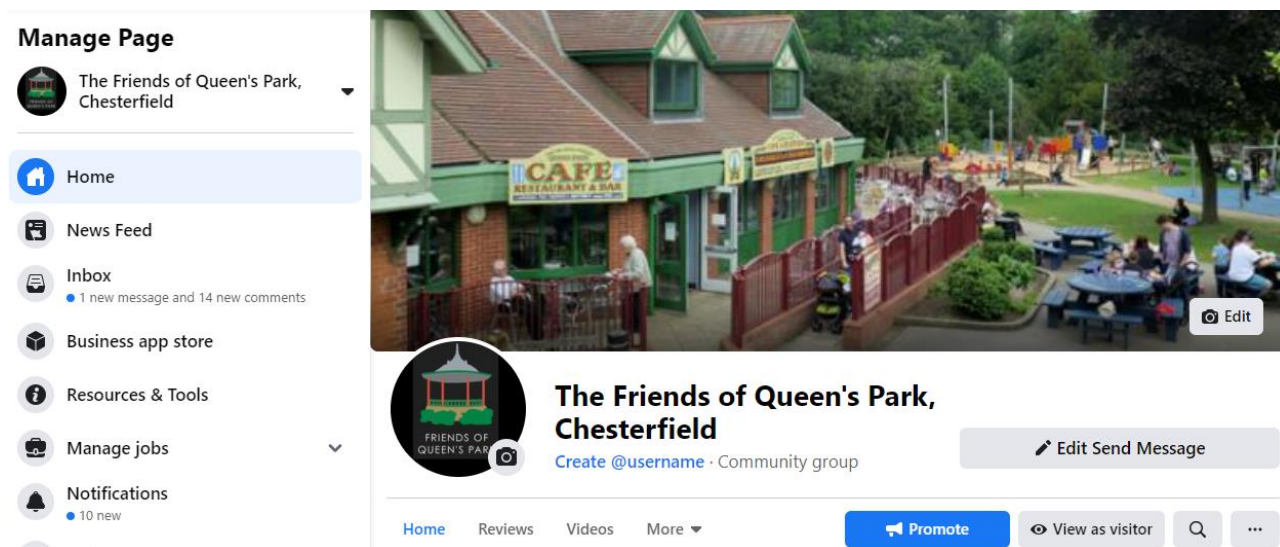 Manage Page
The Friends of Queen's Park,
Chesterfield
Home
News Feed
Inbox
1 new message and 14 new comments
Business app store
Resources & Tools
Manage jobs
Notifications
10 new
CAFE
RESTAURANT & BAR
Edit
FRIENDS OF
QUEEN'S PARK
The Friends of Queen's Park,
Chesterfield
Create @username · Community group
Edit Send Message
Home Reviews Videos More
Promote View as visitor ...